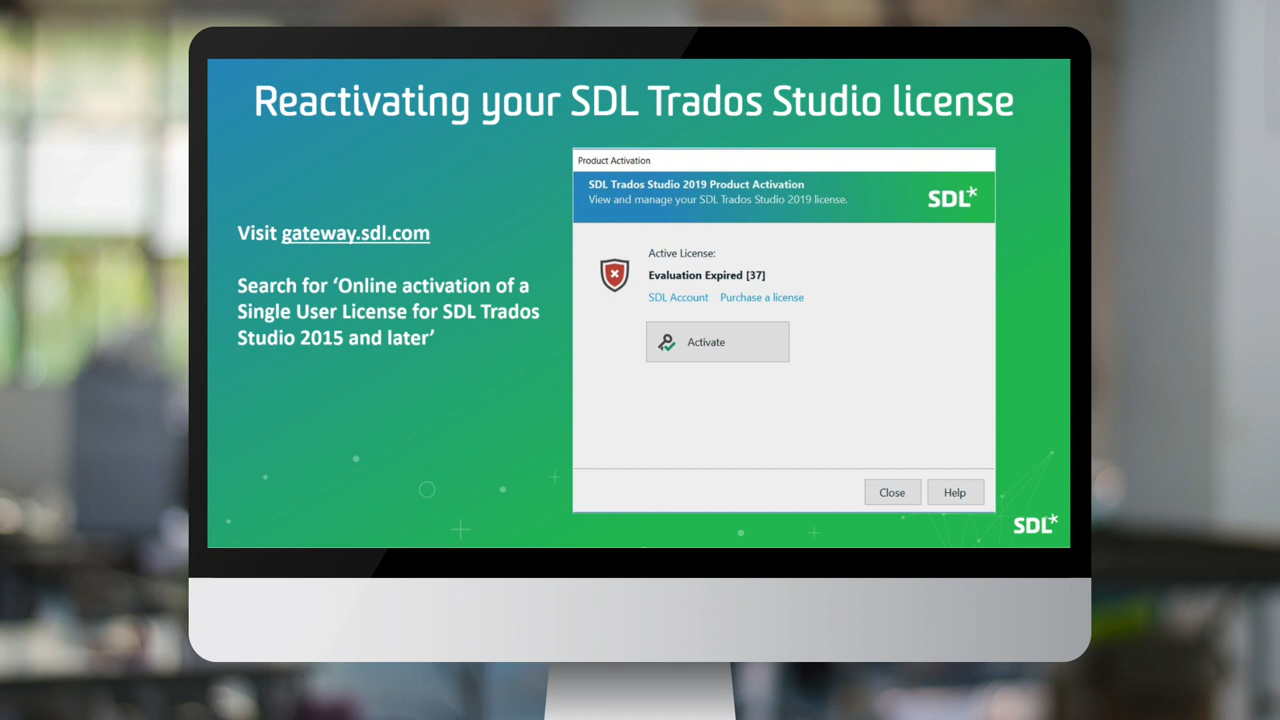 Reactivating your SDL Trados Studio license
Visit gateway.sdl.com
Search for ‘Online activation of a
Single User License for SDL Trados
Studio 2015 and later’
Product Activation
SDL Trados Studio 2019 Product Activation
View and manage your SDL Trados Studio 2019 license.
SDL*
Active License:
Evaluation Expired [37]
SDL Account Purchase a license
Activate
Close Help
SDL*